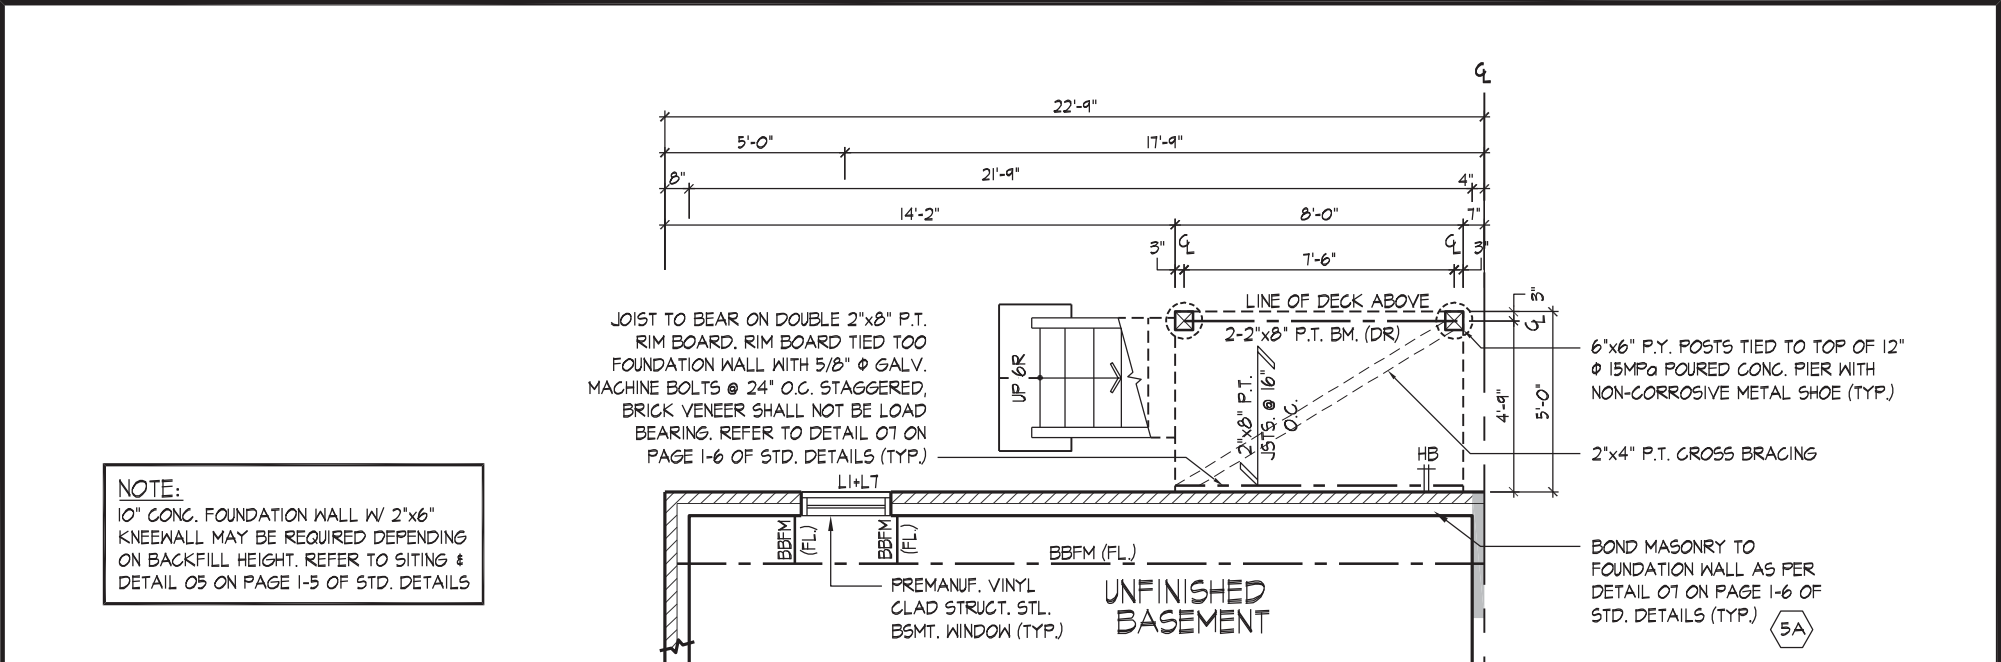 ℄
22'-9"
5'-0"
17'-9"
8"
21'-9"
4"
14'-2"
8'-0"
7"
3"
℄
℄
3"
7'-6"
LINE OF DECK ABOVE
2-2"x8" P.T. BM. (DR)
3"
℄
JOIST TO BEAR ON DOUBLE 2"x8" P.T.
RIM BOARD. RIM BOARD TIED TOO
FOUNDATION WALL WITH 5/8" Φ GALV.
MACHINE BOLTS @ 24" O.C. STAGGERED,
BRICK VENEER SHALL NOT BE LOAD
BEARING. REFER TO DETAIL 07 ON
PAGE 1-6 OF STD. DETAILS (TYP.)
UP 6R
2"x8" P.T.
JSTS. @ 16"
O.C.
4'-9"
5'-0"
6"x6" P.Y. POSTS TIED TO TOP OF 12"
Φ 15MPa POURED CONC. PIER WITH
NON-CORROSIVE METAL SHOE (TYP.)
2"x4" P.T. CROSS BRACING
HB
L1+L7
NOTE:
10" CONC. FOUNDATION WALL W/ 2"x6"
KNEEWALL MAY BE REQUIRED DEPENDING
ON BACKFILL HEIGHT. REFER TO SITING &
DETAIL 05 ON PAGE 1-5 OF STD. DETAILS
BBFM
(FL.)
BBFM
(FL.)
BBFM (FL.)
PREMANUF. VINYL
CLAD STRUCT. STL.
BSMT. WINDOW (TYP.)
UNFINISHED
BASEMENT
BOND MASONRY TO
FOUNDATION WALL AS PER
DETAIL 07 ON PAGE 1-6 OF
STD. DETAILS (TYP.)
5A